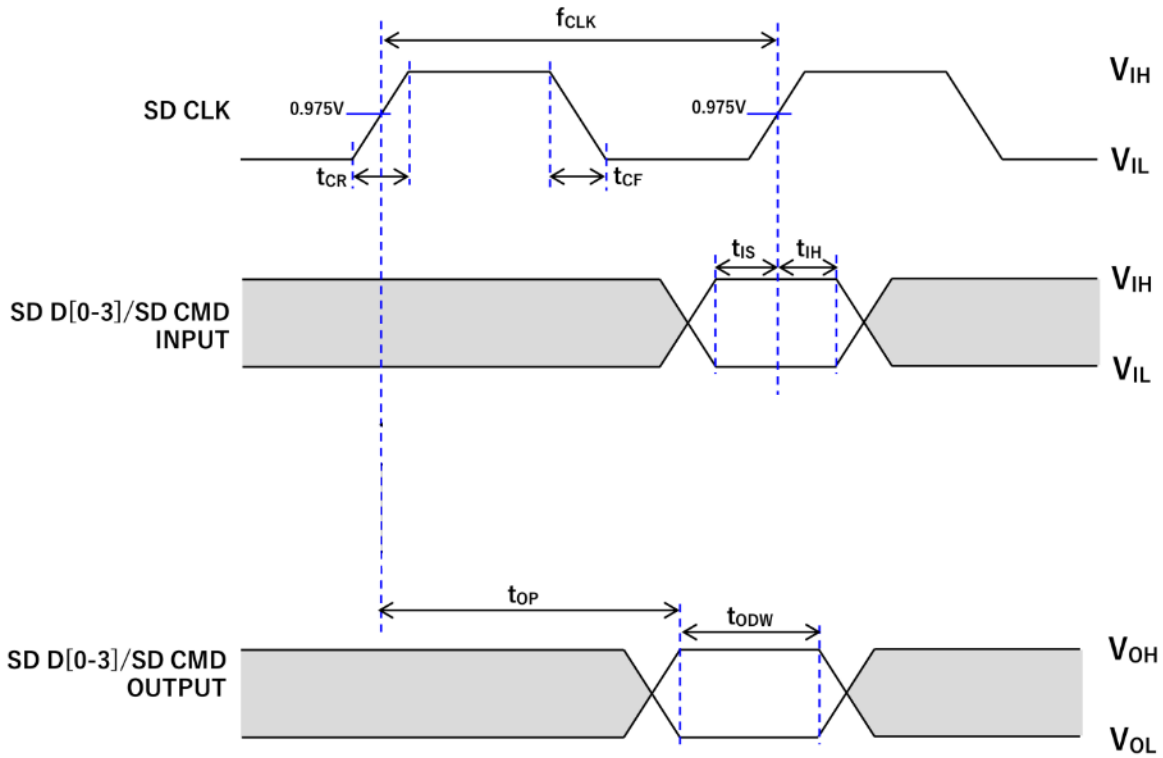 fCLK
VIH
SD CLK
0.975V
0.975V
VIL
tCR
tCF
tIS
tIH
VIH
SD D[0-3]/SD CMD
INPUT
VIL
tOP
tODW
SD D[0-3]/SD CMD
OUTPUT
VOH
VOL